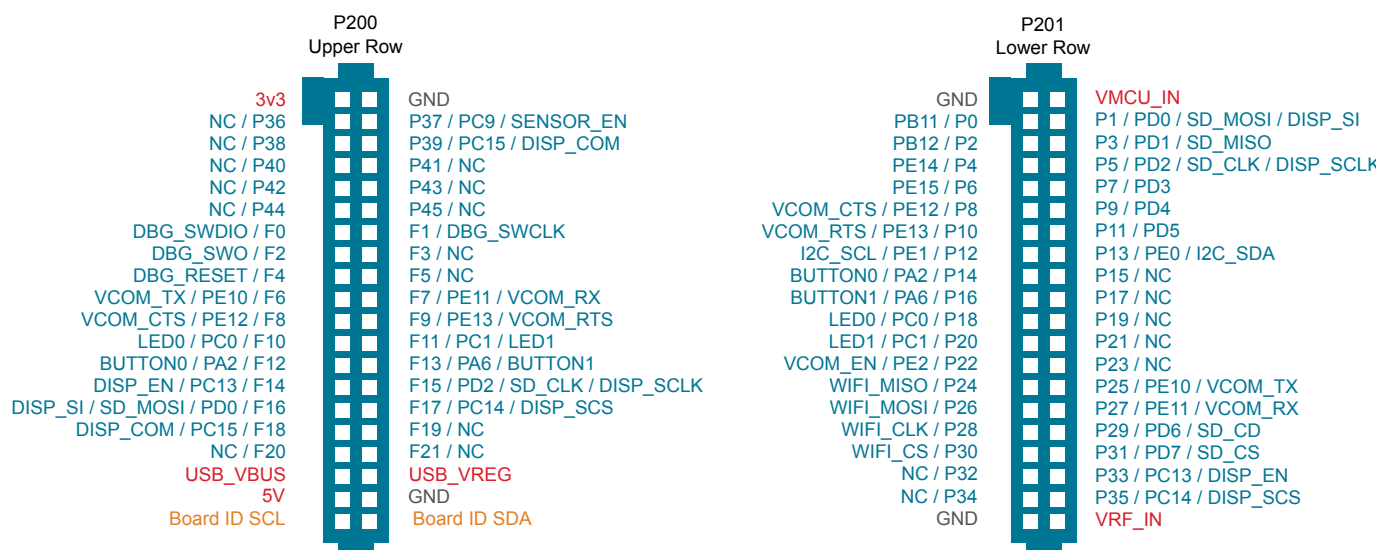 P200
Upper Row
3v3 GND
NC / P36 P37 / PC9 / SENSOR_EN
NC / P38 P39 / PC15 / DISP_COM
NC / P40 P41 / NC
NC / P42 P43 / NC
NC / P44 P45 / NC
DBG_SWDIO / F0 F1 / DBG_SWCLK
DBG_SWO / F2 F3 / NC
DBG_RESET / F4 F5 / NC
VCOM_TX / PE10 / F6 F7 / PE11 / VCOM_RX
VCOM_CTS / PE12 / F8 F9 / PE13 / VCOM_RTS
LED0 / PC0 / F10 F11 / PC1 / LED1
BUTTON0 / PA2 / F12 F13 / PA6 / BUTTON1
DISP_EN / PC13 / F14 F15 / PD2 / SD_CLK / DISP_SCLK
DISP_SI / SD_MOSI / PD0 / F16 F17 / PC14 / DISP_SCS
DISP_COM / PC15 / F18 F19 / NC
NC / F20 F21 / NC
USB_VBUS USB_VREG
5V GND
Board ID SCL Board ID SDA
P201
Lower Row
GND VMCU_IN
PB11 / P0 P1 / PD0 / SD_MOSI / DISP_SI
PB12 / P2 P3 / PD1 / SD_MISO
PE14 / P4 P5 / PD2 / SD_CLK / DISP_SCLK
PE15 / P6 P7 / PD3
VCOM_CTS / PE12 / P8 P9 / PD4
VCOM_RTS / PE13 / P10 P11 / PD5
I2C_SCL / PE1 / P12 P13 / PE0 / I2C_SDA
BUTTON0 / PA2 / P14 P15 / NC
BUTTON1 / PA6 / P16 P17 / NC
LED0 / PC0 / P18 P19 / NC
LED1 / PC1 / P20 P21 / NC
VCOM_EN / PE2 / P22 P23 / NC
WIFI_MISO / P24 P25 / PE10 / VCOM_TX
WIFI_MOSI / P26 P27 / PE11 / VCOM_RX
WIFI_CLK / P28 P29 / PD6 / SD_CD
WIFI_CS / P30 P31 / PD7 / SD_CS
NC / P32 P33 / PC13 / DISP_EN
NC / P34 P35 / PC14 / DISP_SCS
GND VRF_IN